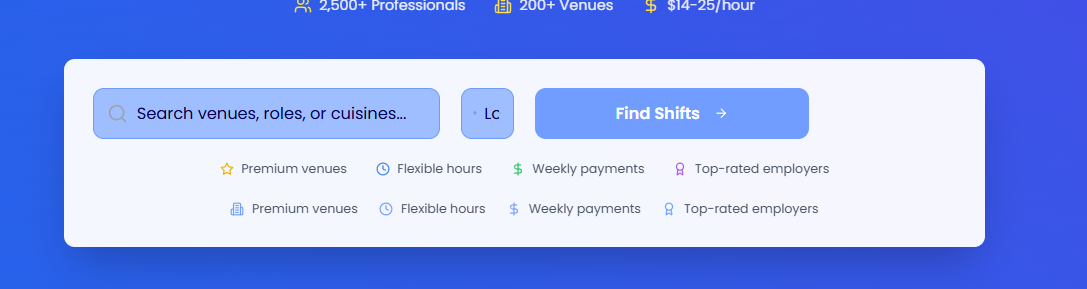 2,500+ Professionals 200+ Venues $14-25/hour
Search venues, roles, or cuisines... Lo Find Shifts →
Premium venues Flexible hours Weekly payments Top-rated employers
Premium venues Flexible hours Weekly payments Top-rated employers